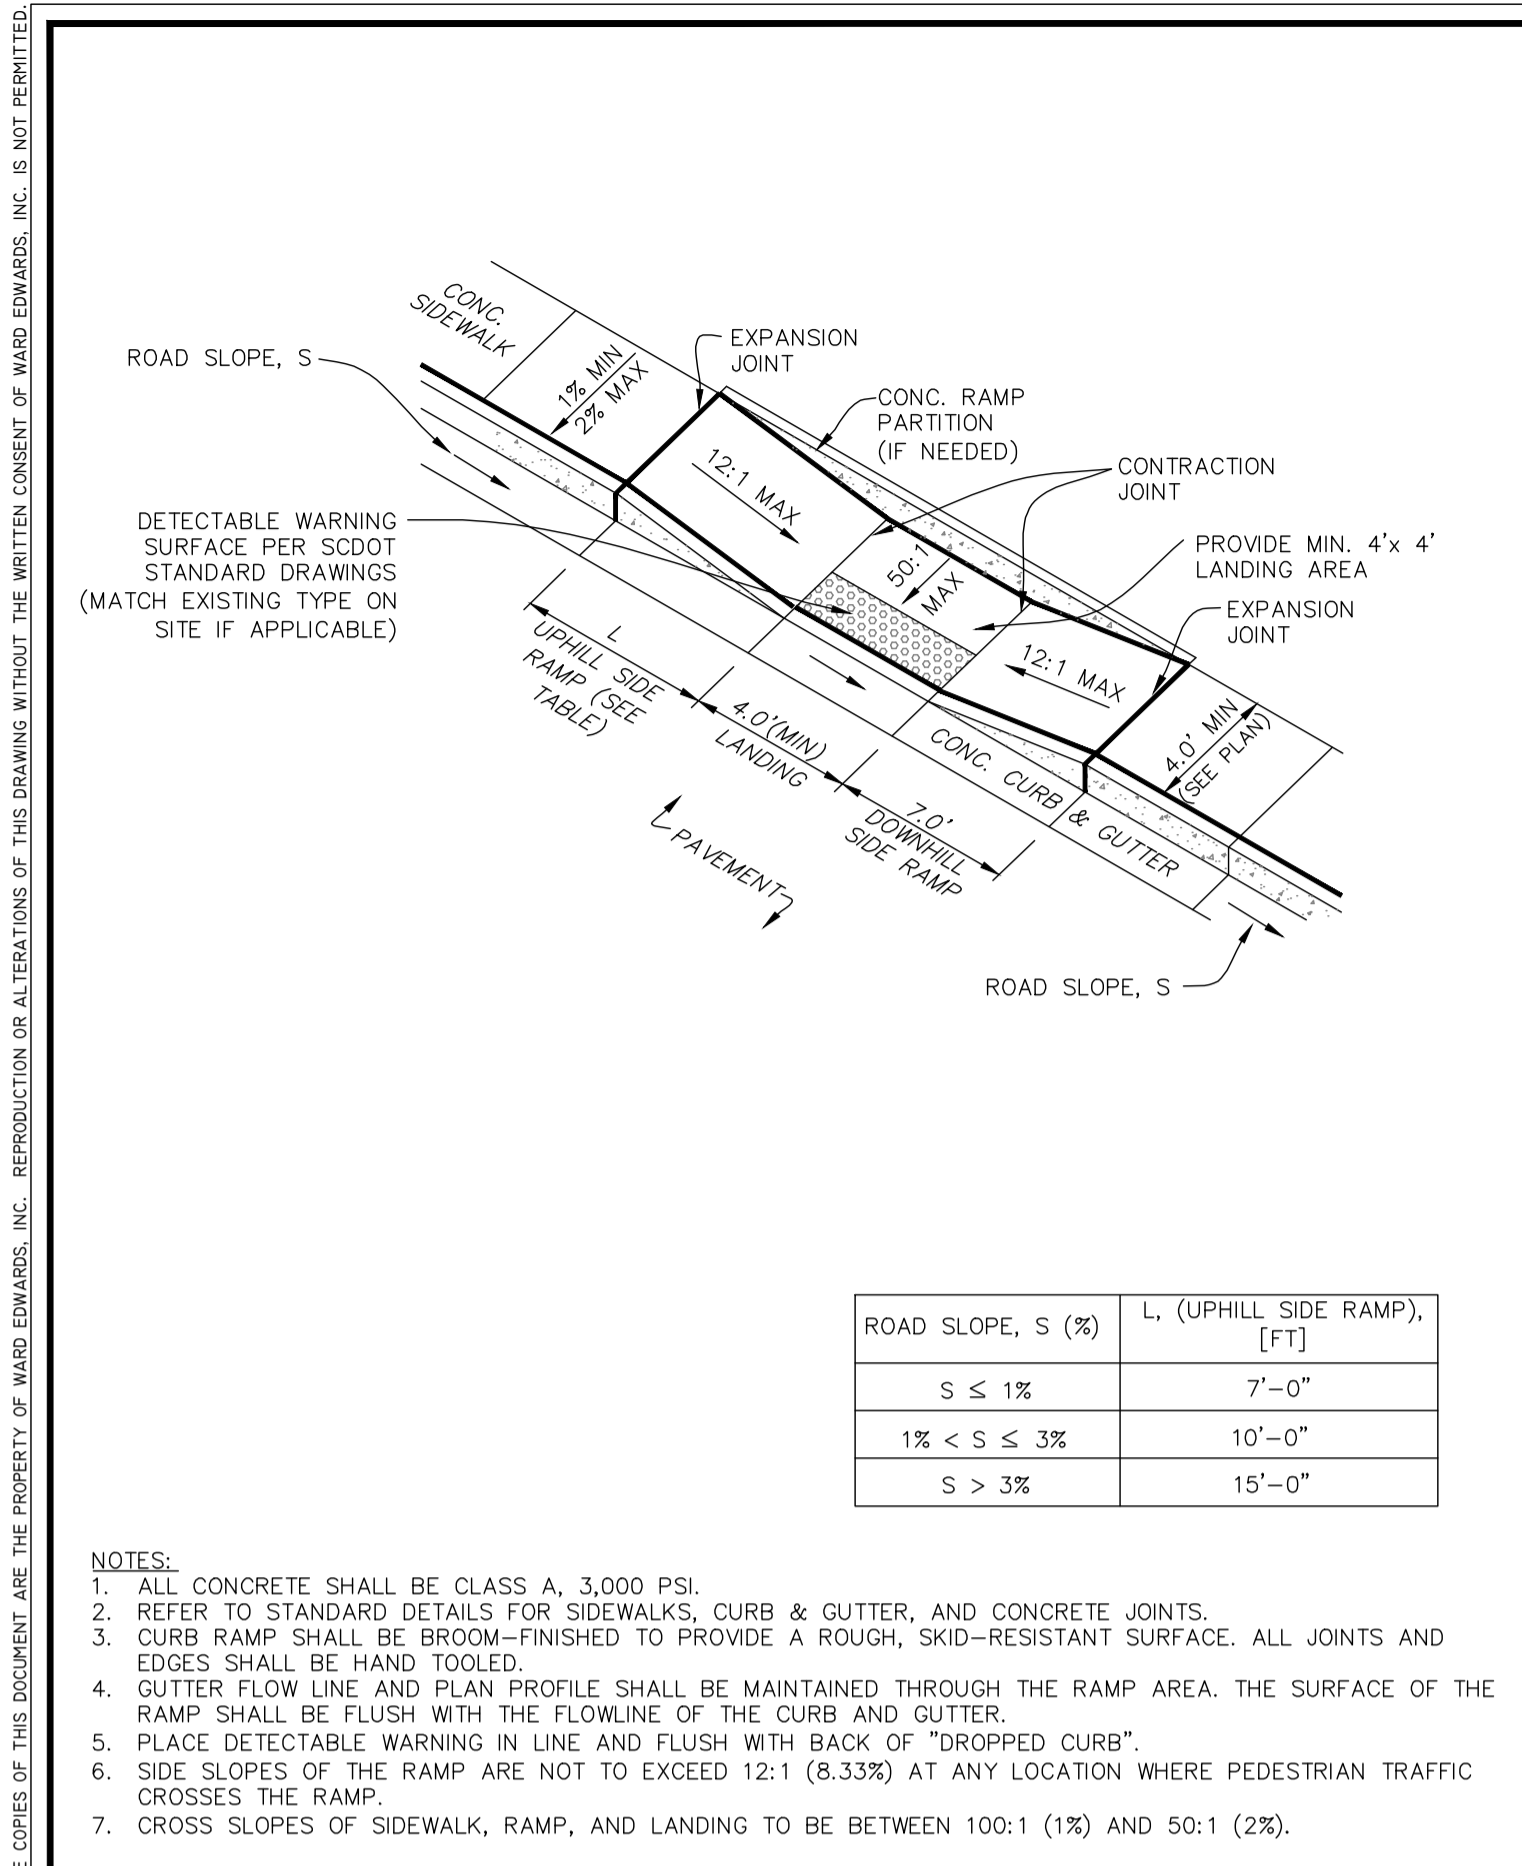 E COPIES OF THIS DOCUMENT ARE THE PROPERTY OF WARD EDWARDS, INC. REPRODUCTION OR ALTERATIONS OF THIS DRAWING WITHOUT THE WRITTEN CONSENT OF WARD EDWARDS, INC. IS NOT PERMITTED.
CONC.
SIDEWALK
ROAD SLOPE, S
1% MIN
2% MAX
EXPANSION
JOINT
CONC. RAMP
PARTITION
(IF NEEDED)
12:1 MAX
CONTRACTION
JOINT
DETECTABLE WARNING
SURFACE PER SCDOT
STANDARD DRAWINGS
(MATCH EXISTING TYPE ON
SITE IF APPLICABLE)
50:1
MAX
PROVIDE MIN. 4'x 4'
LANDING AREA
EXPANSION
JOINT
12:1 MAX
L
UPHILL SIDE
RAMP (SEE
TABLE)
4.0'(MIN)
LANDING
4.0' MIN
(SEE PLAN)
CONC. CURB & GUTTER
7.0'
DOWNHILL
SIDE RAMP
PAVEMENT
ROAD SLOPE, S
ROAD SLOPE, S (%)
L, (UPHILL SIDE RAMP),
[FT]
S ≤ 1%
7'–0"
1% < S ≤ 3%
10'–0"
S > 3%
15'–0"
NOTES:
1. ALL CONCRETE SHALL BE CLASS A, 3,000 PSI.
2. REFER TO STANDARD DETAILS FOR SIDEWALKS, CURB & GUTTER, AND CONCRETE JOINTS.
3. CURB RAMP SHALL BE BROOM–FINISHED TO PROVIDE A ROUGH, SKID–RESISTANT SURFACE. ALL JOINTS AND
EDGES SHALL BE HAND TOOLED.
4. GUTTER FLOW LINE AND PLAN PROFILE SHALL BE MAINTAINED THROUGH THE RAMP AREA. THE SURFACE OF THE
RAMP SHALL BE FLUSH WITH THE FLOWLINE OF THE CURB AND GUTTER.
5. PLACE DETECTABLE WARNING IN LINE AND FLUSH WITH BACK OF "DROPPED CURB".
6. SIDE SLOPES OF THE RAMP ARE NOT TO EXCEED 12:1 (8.33%) AT ANY LOCATION WHERE PEDESTRIAN TRAFFIC
CROSSES THE RAMP.
7. CROSS SLOPES OF SIDEWALK, RAMP, AND LANDING TO BE BETWEEN 100:1 (1%) AND 50:1 (2%).